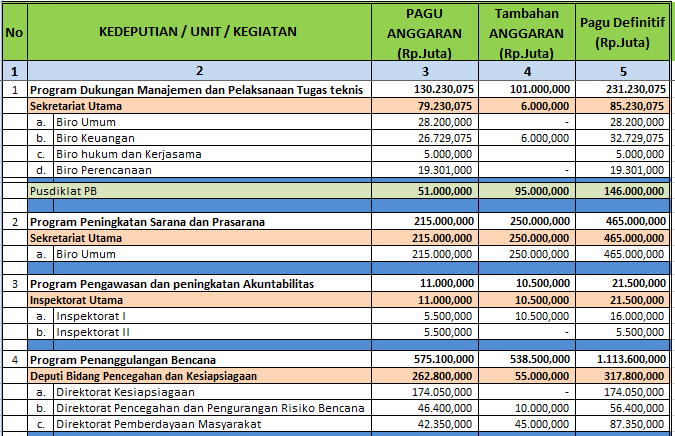 No KEDEPUTIAN / UNIT / KEGIATAN PAGU ANGGARAN (Rp.Juta) Tambahan ANGGARAN (Rp.Juta) Pagu Definitif (Rp.Juta)
1 2 3 4 5
1 Program Dukungan Manajemen dan Pelaksanaan Tugas teknis 130.230,075 101.000,000 231.230,075
Sekretariat Utama 79.230,075 6.000,000 85.230,075
a. Biro Umum 28.200,000 - 28.200,000
b. Biro Keuangan 26.729,075 6.000,000 32.729,075
c. Biro hukum dan Kerjasama 5.000,000 5.000,000
d. Biro Perencanaan 19.301,000 - 19.301,000
Pusdiklat PB 51.000,000 95.000,000 146.000,000
2 Program Peningkatan Sarana dan Prasarana 215.000,000 250.000,000 465.000,000
Sekretariat Utama 215.000,000 250.000,000 465.000,000
a. Biro Umum 215.000,000 250.000,000 465.000,000
3 Program Pengawasan dan peningkatan Akuntabilitas 11.000,000 10.500,000 21.500,000
Inspektorat Utama 11.000,000 10.500,000 21.500,000
a. Inspektorat I 5.500,000 10.500,000 16.000,000
b. Inspektorat II 5.500,000 - 5.500,000
4 Program Penanggulangan Bencana 575.100,000 538.500,000 1.113.600,000
Deputi Bidang Pencegahan dan Kesiapsiagaan 262.800,000 55.000,000 317.800,000
a. Direktorat Kesiapsiagaan 174.050,000 - 174.050,000
b. Direktorat Pencegahan dan Pengurangan Risiko Bencana 46.400,000 10.000,000 56.400,000
c. Direktorat Pemberdayaan Masyarakat 42.350,000 45.000,000 87.350,000